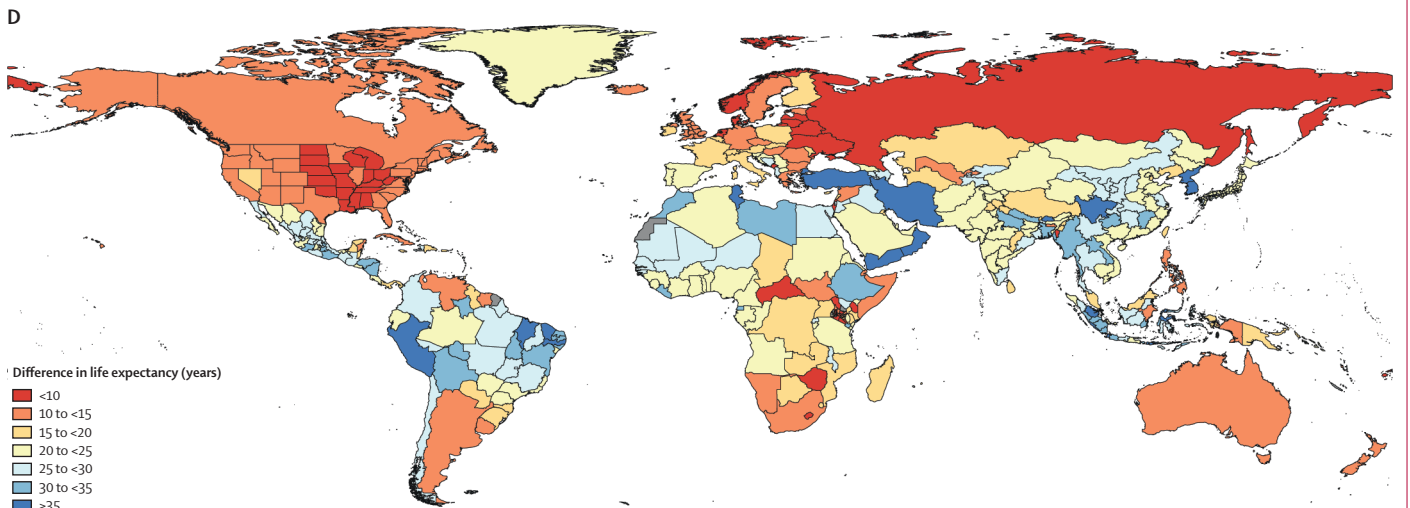 D
Difference in life expectancy (years)
<10
10 to <15
15 to <20
20 to <25
25 to <30
30 to <35
≥35